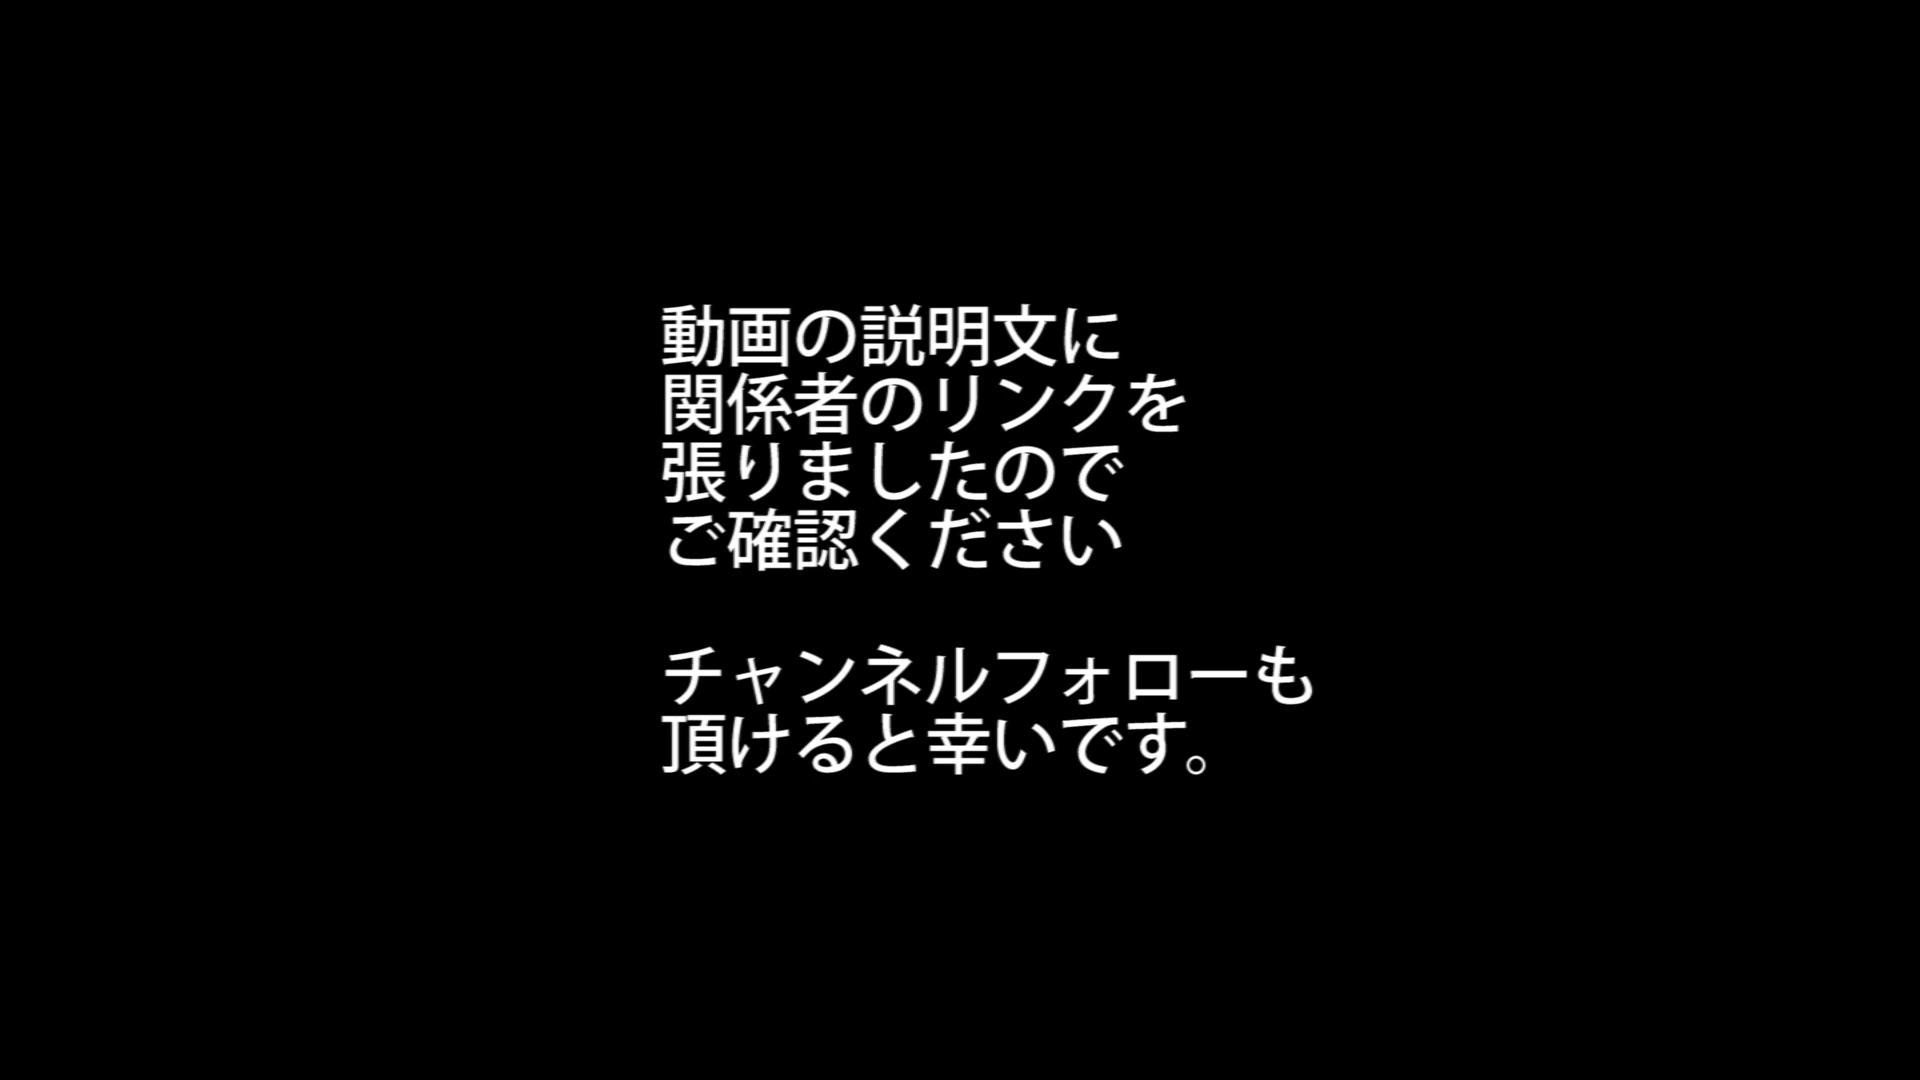 動画の説明文に
関係者のリンクを
張りましたので
ご確認ください
チャンネルフォローも
頂けると幸いです。